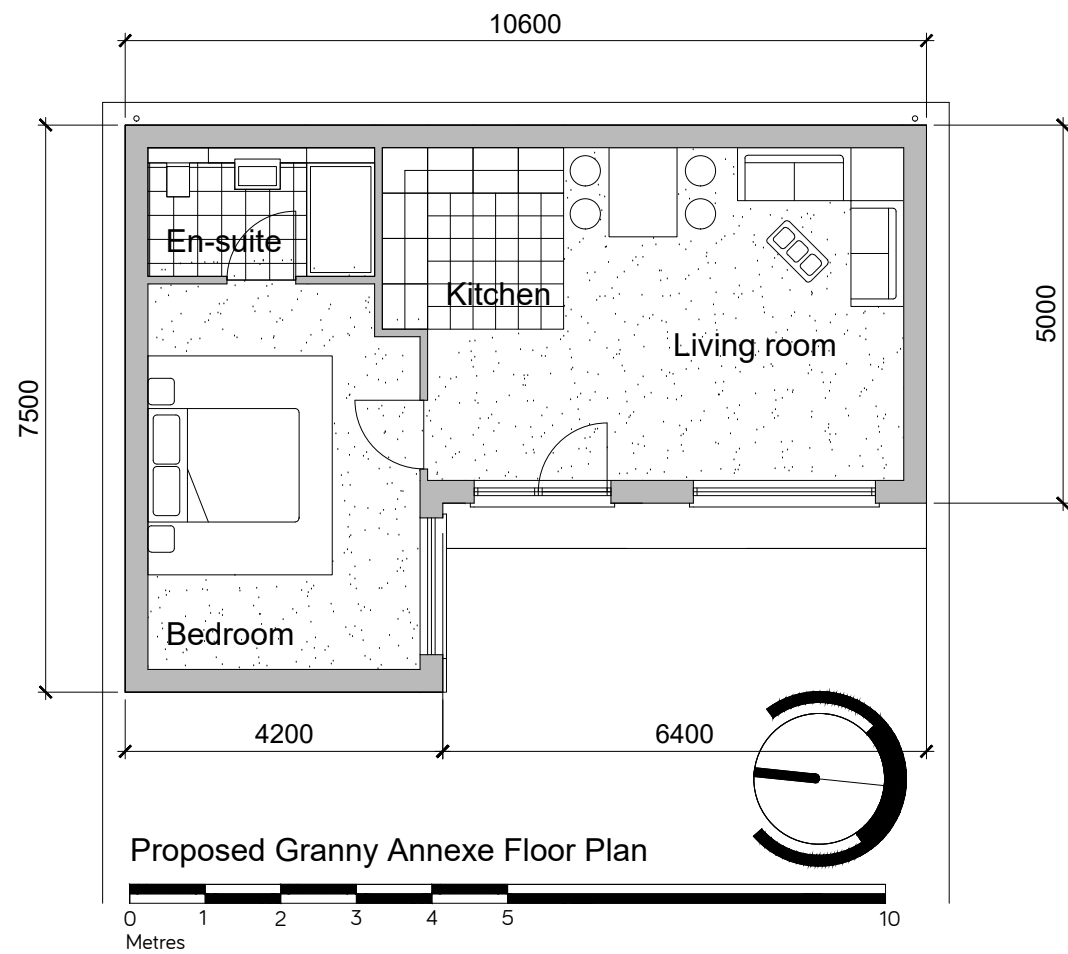 10600
En-suite
Kitchen
5000
Living room
7500
Bedroom
4200
6400
Proposed Granny Annexe Floor Plan
0 1 2 3 4 5 10
Metres